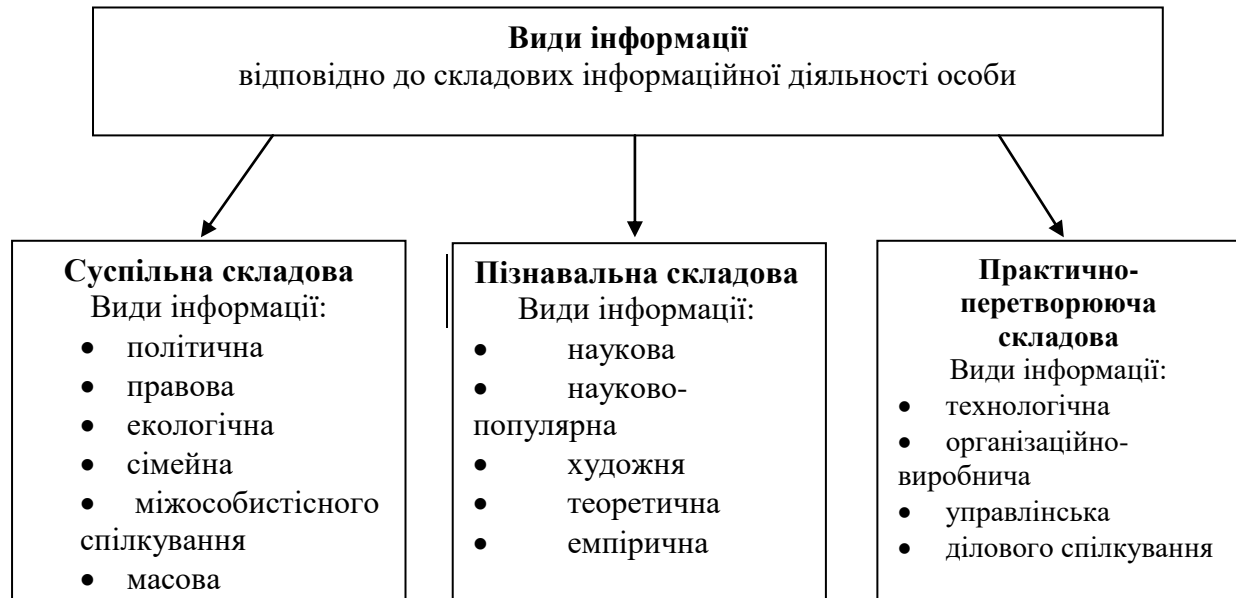 Види інформації
відповідно до складових інформаційної діяльності особи
Суспільна складова
Види інформації:
• політична
• правова
• екологічна
• сімейна
• міжособистісного
спілкування
• масова
Пізнавальна складова
Види інформації:
• наукова
• науково-
популярна
• художня
• теоретична
• емпірична
Практично-
перетворююча
складова
Види інформації:
• технологічна
• організаційно-
виробнича
• управлінська
• ділового спілкування